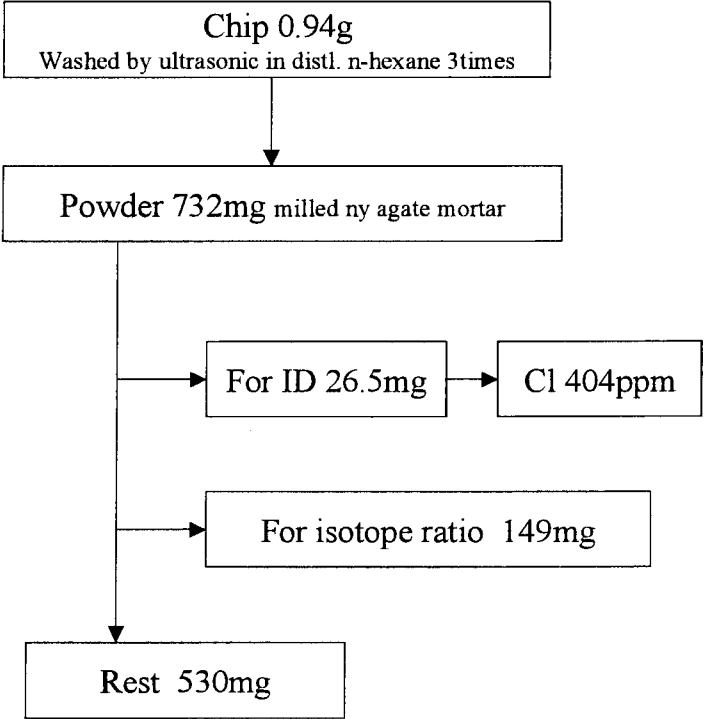 Chip 0.94g
Washed by ultrasonic in distl. n-hexane 3times
Powder 732mg milled ny agate mortar
For ID 26.5mg
Cl 404ppm
For isotope ratio 149mg
Rest 530mg